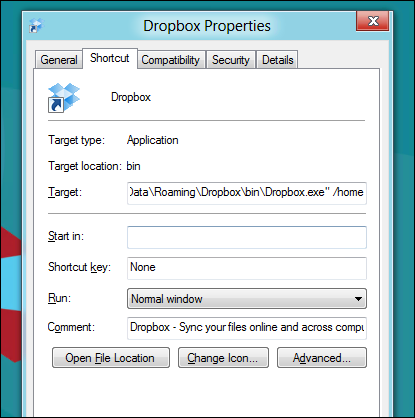 Dropbox Properties
General Shortcut Compatibility Security Details
Dropbox
Target type: Application
Target location: bin
Target: Data\Roaming\Dropbox\bin\Dropbox.exe" /home
Start in:
Shortcut key: None
Run: Normal window
Comment: Dropbox - Sync your files online and across compu
Open File Location Change Icon... Advanced...